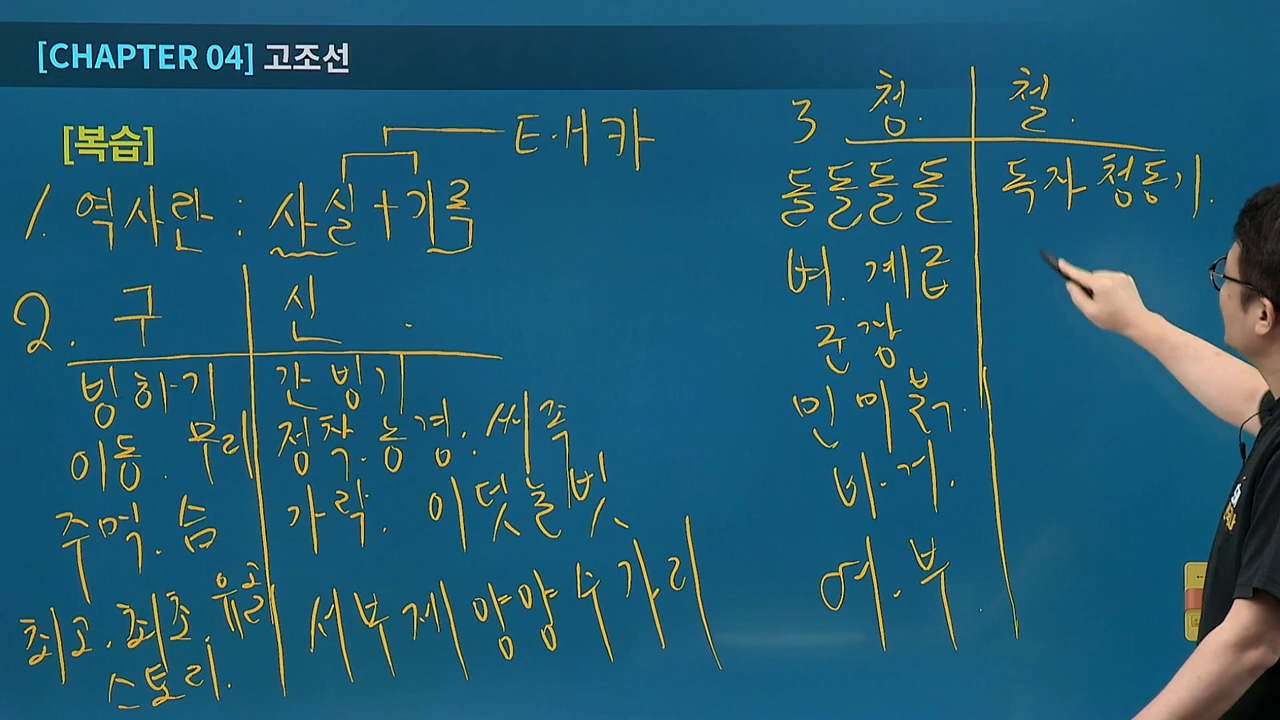 [CHAPTER 04] 고조선
[복습]
E.H카
1. 역사란 : 사실+기록
2. 구 신
빙하기 간빙기
이동. 무리 정착.농경. 씨족
주먹. 슴 가락. 이덧눌빗
최고. 최초. 유골
스토리. 서부제양양수가리
3 청. 철.
돌돌돌돌 독자청동기.
벼. 계급
군장
민미붉.
비.거.
여.부.